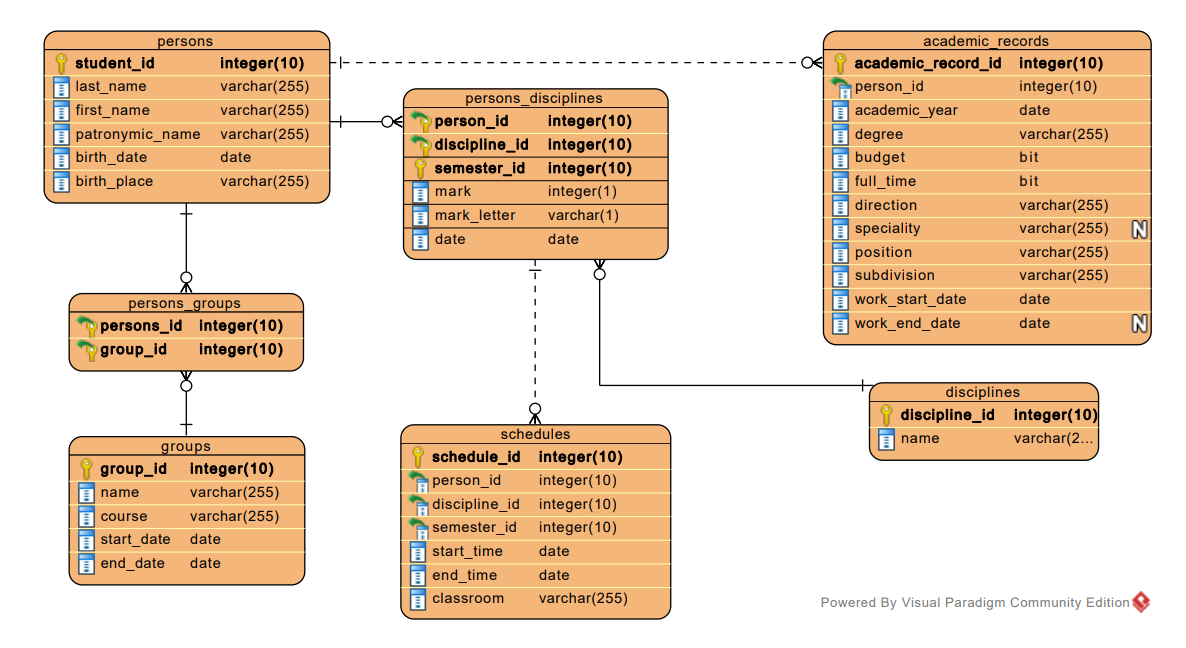 persons
student_id integer(10)
last_name varchar(255)
first_name varchar(255)
patronymic_name varchar(255)
birth_date date
birth_place varchar(255)
persons_disciplines
person_id integer(10)
discipline_id integer(10)
semester_id integer(10)
mark integer(1)
mark_letter varchar(1)
date date
academic_records
academic_record_id integer(10)
person_id integer(10)
academic_year date
degree varchar(255)
budget bit
full_time bit
direction varchar(255)
speciality varchar(255) N
position varchar(255)
subdivision varchar(255)
work_start_date date
work_end_date date N
persons_groups
persons_id integer(10)
group_id integer(10)
disciplines
discipline_id integer(10)
name varchar(2...
groups
group_id integer(10)
name varchar(255)
course varchar(255)
start_date date
end_date date
schedules
schedule_id integer(10)
person_id integer(10)
discipline_id integer(10)
semester_id integer(10)
start_time date
end_time date
classroom varchar(255)
Powered By Visual Paradigm Community Edition